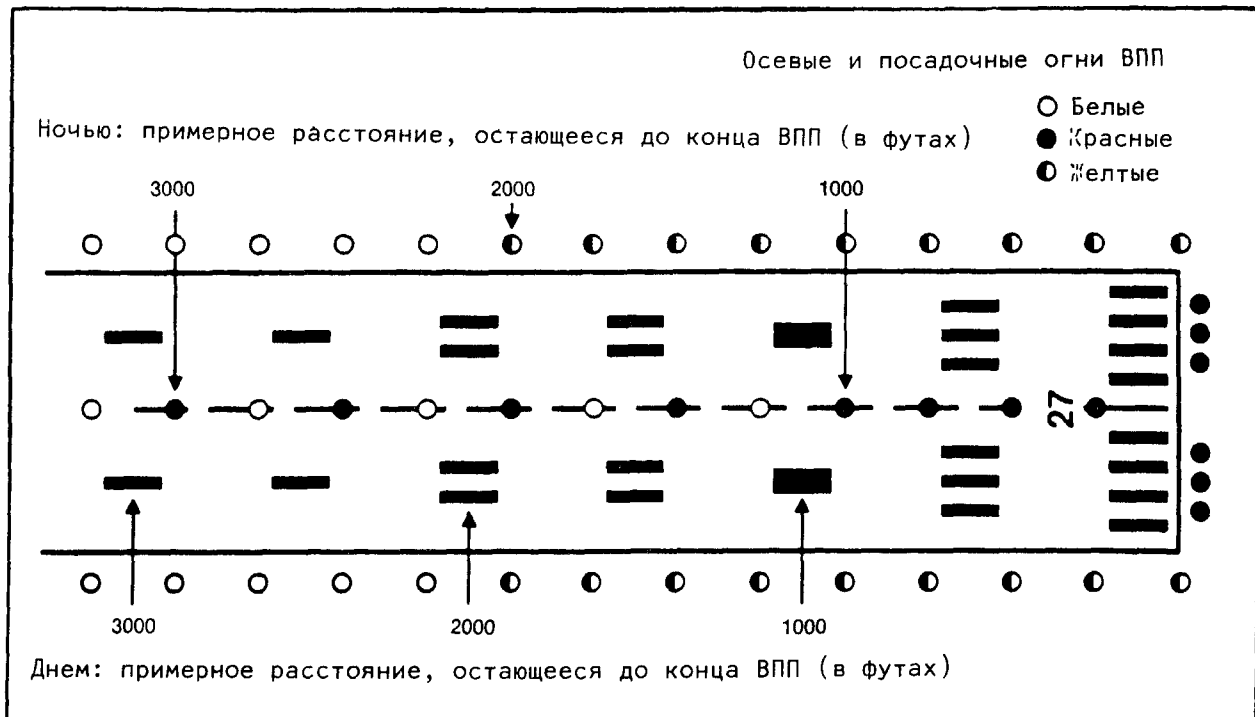 Осевые и посадочные огни ВПП
Белые
Ночью: примерное расстояние, остающееся до конца ВПП (в футах)
Красные
Желтые
3000 2000 1000
27
3000 2000 1000
Днем: примерное расстояние, остающееся до конца ВПП (в футах)